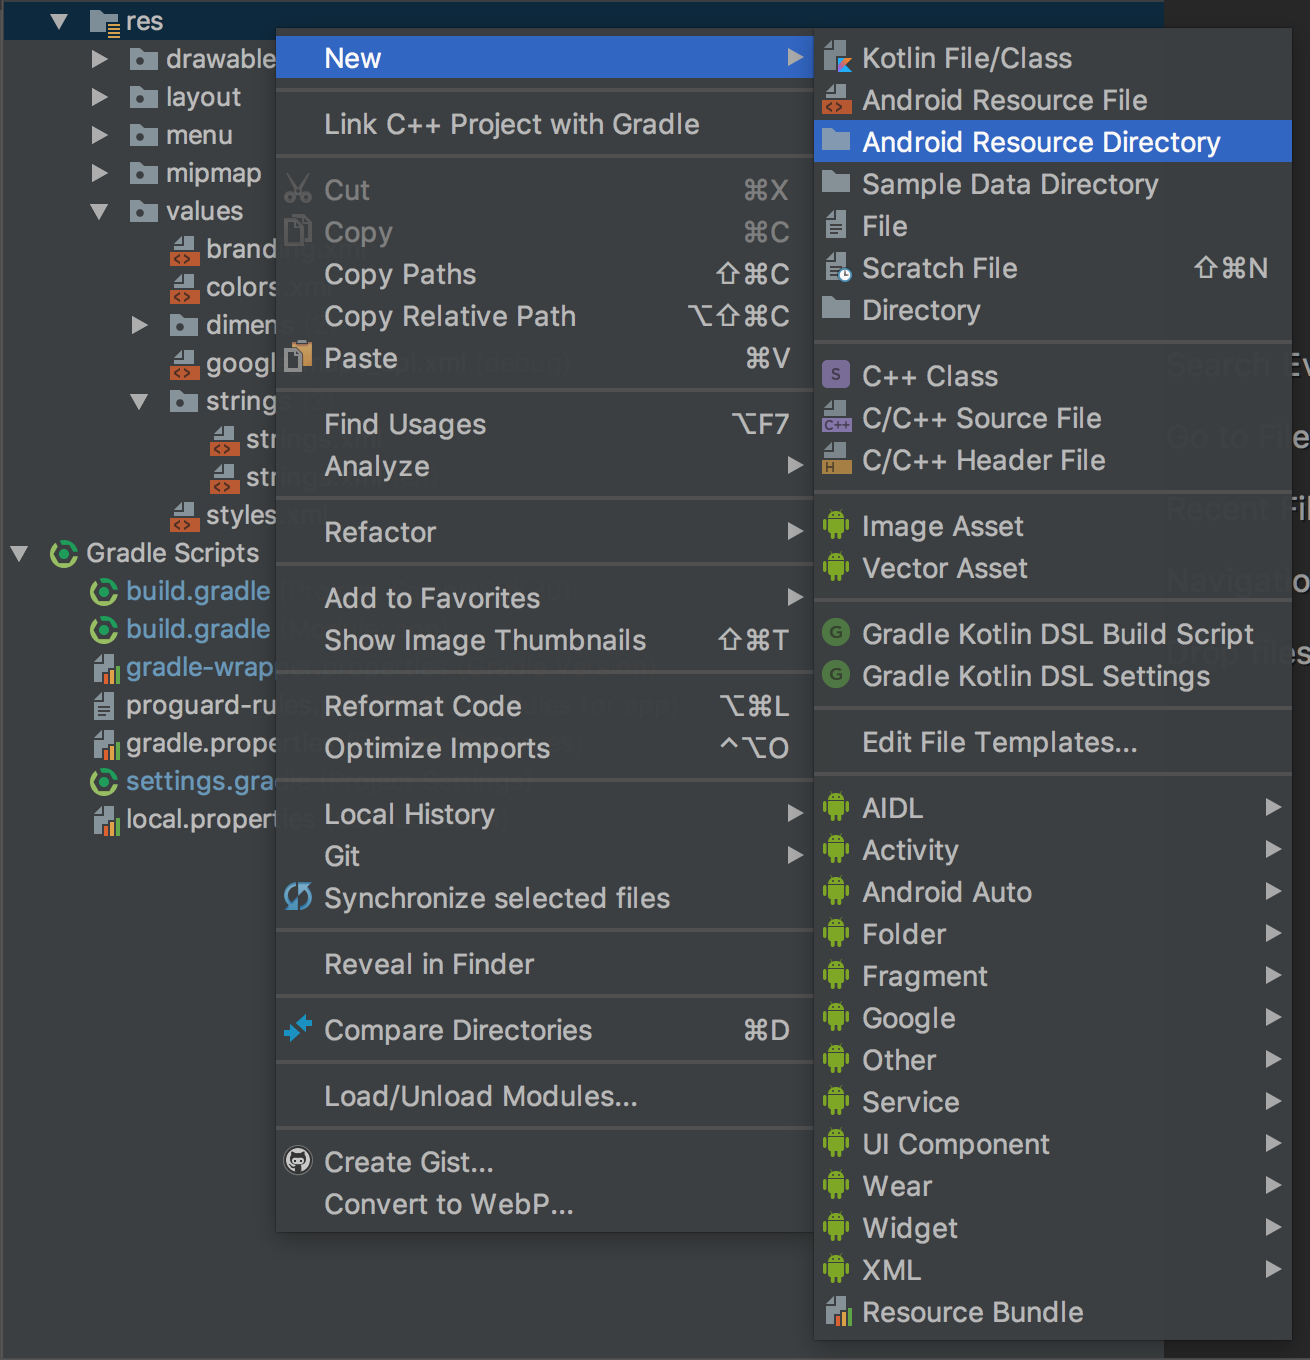 res
drawable
layout
menu
mipmap
values
brand
colors
dimen
googl
strings
str
str
styles
Gradle Scripts
build.gradle
build.gradle
gradle-wrap
proguard-ru
gradle.prope
settings.gra
local.propert
New
Link C++ Project with Gradle
Cut ⌘X
Copy ⌘C
Copy Paths ⇧⌘C
Copy Relative Path ⌥⇧⌘C
Paste ⌘V
Find Usages ⌥F7
Analyze
Refactor
Add to Favorites
Show Image Thumbnails ⇧⌘T
Reformat Code ⌥⌘L
Optimize Imports ^⌥O
Local History
Git
Synchronize selected files
Reveal in Finder
Compare Directories ⌘D
Load/Unload Modules...
Create Gist...
Convert to WebP...
Kotlin File/Class
Android Resource File
Android Resource Directory
Sample Data Directory
File
Scratch File ⇧⌘N
Directory
S C++ Class
C++ C/C++ Source File
H C/C++ Header File
Image Asset
Vector Asset
G Gradle Kotlin DSL Build Script
G Gradle Kotlin DSL Settings
Edit File Templates...
AIDL
Activity
Android Auto
Folder
Fragment
Google
Other
Service
UI Component
Wear
Widget
XML
Resource Bundle
Search Ev
Go to File
Recent Fil
Navigatio
Drop files